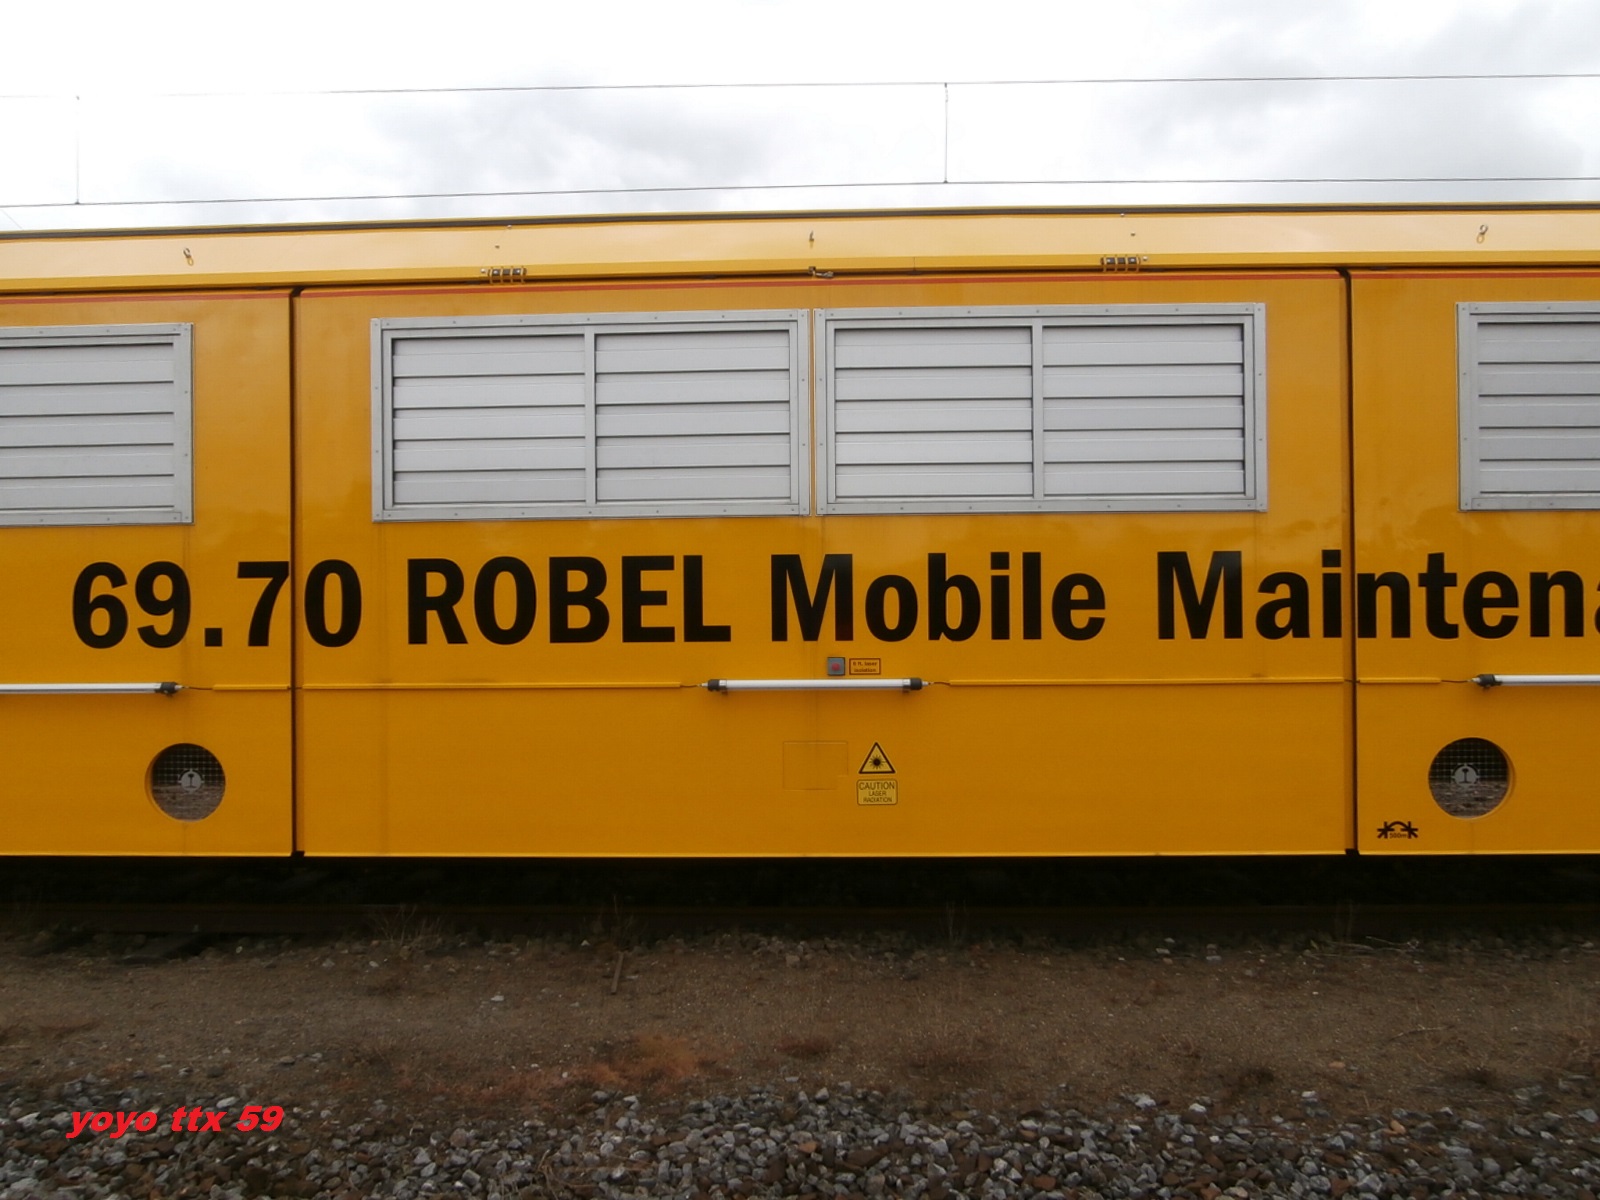 69.70 ROBEL Mobile Maintena
CAUTION
LASER
RADIATION
yoyo ttx 59